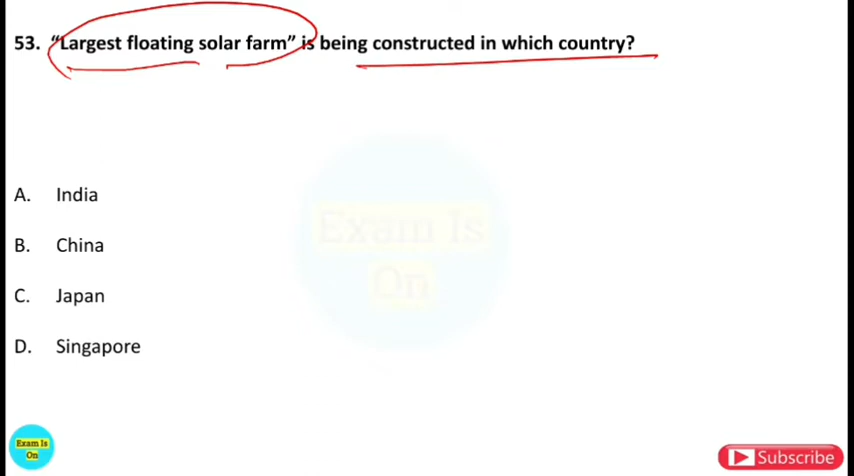 53. “Largest floating solar farm” is being constructed in which country?
Exam Is
On
A. India
B. China
C. Japan
D. Singapore
Exam Is
On
Subscribe